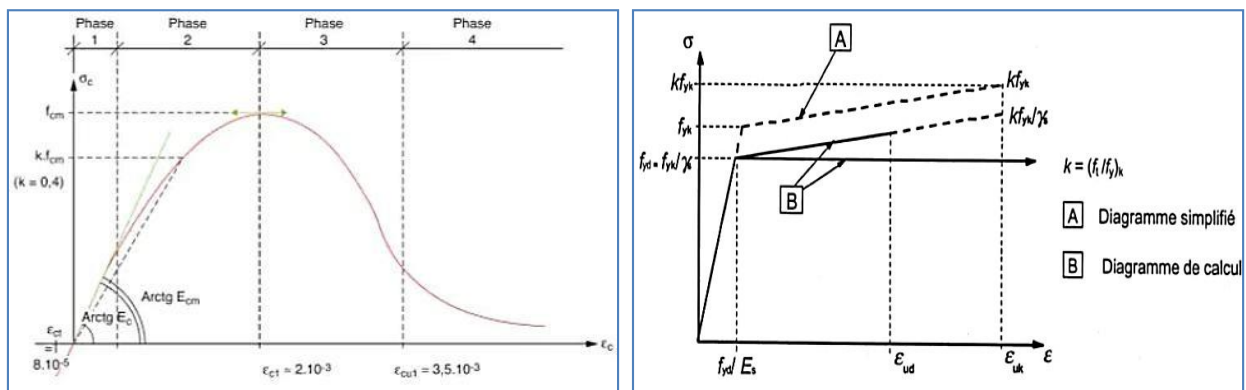 Phase Phase Phase Phase
1 2 3 4
σc
fcm
k.fcm
(k = 0,4)
Arctg Ecm
Arctg Ec
εct
=
8.10-5
εc
εc1 ≃ 2.10-3
εcu1 = 3,5.10-3
σ
A
kfyk
kfyk
kfyk/γs
fyk
fyd = fyk/γs
B
k = (ft/fy)k
A Diagramme simplifié
B Diagramme de calcul
fyd/ Es
εud
εuk
ε